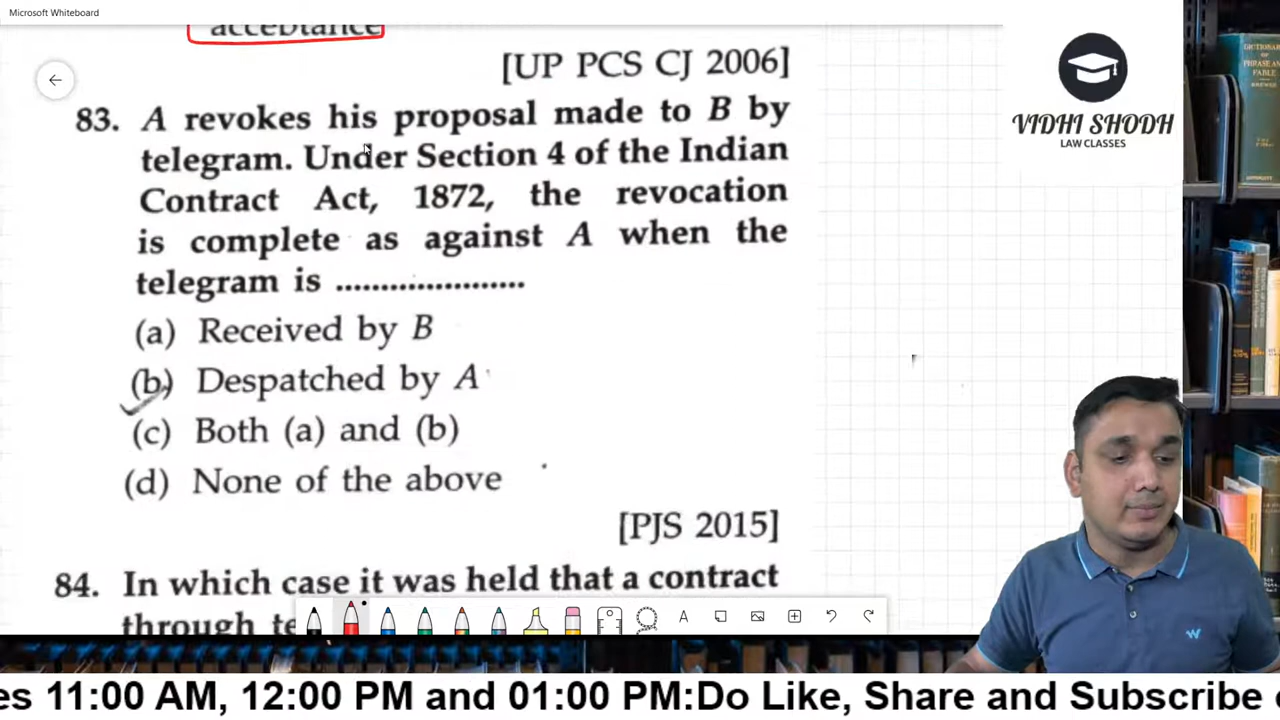 Microsoft Whiteboard
acceptance
[UP PCS CJ 2006]
83. A revokes his proposal made to B by
telegram. Under Section 4 of the Indian
Contract Act, 1872, the revocation
is complete as against A when the
telegram is .....................
(a) Received by B
(b) Despatched by A
(c) Both (a) and (b)
(d) None of the above
[PJS 2015]
84. In which case it was held that a contract
through te
VIDHI SHODH
LAW CLASSES
A
W
es 11:00 AM, 12:00 PM and 01:00 PM:Do Like, Share and Subscribe